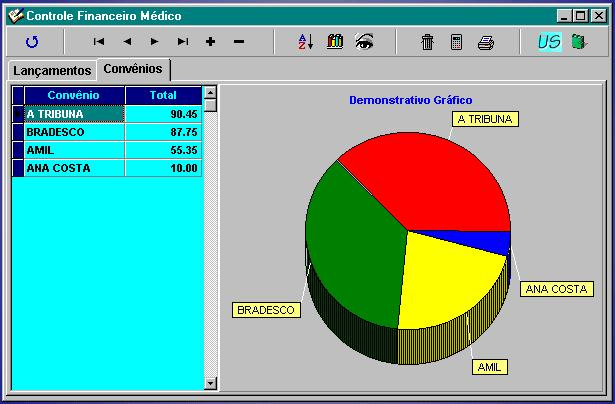 Controle Financeiro Médico
US
Lançamentos Convênios
Convênio Total
A TRIBUNA 90.45
BRADESCO 87.75
AMIL 55.35
ANA COSTA 10.00
Demonstrativo Gráfico
A TRIBUNA
ANA COSTA
BRADESCO
AMIL